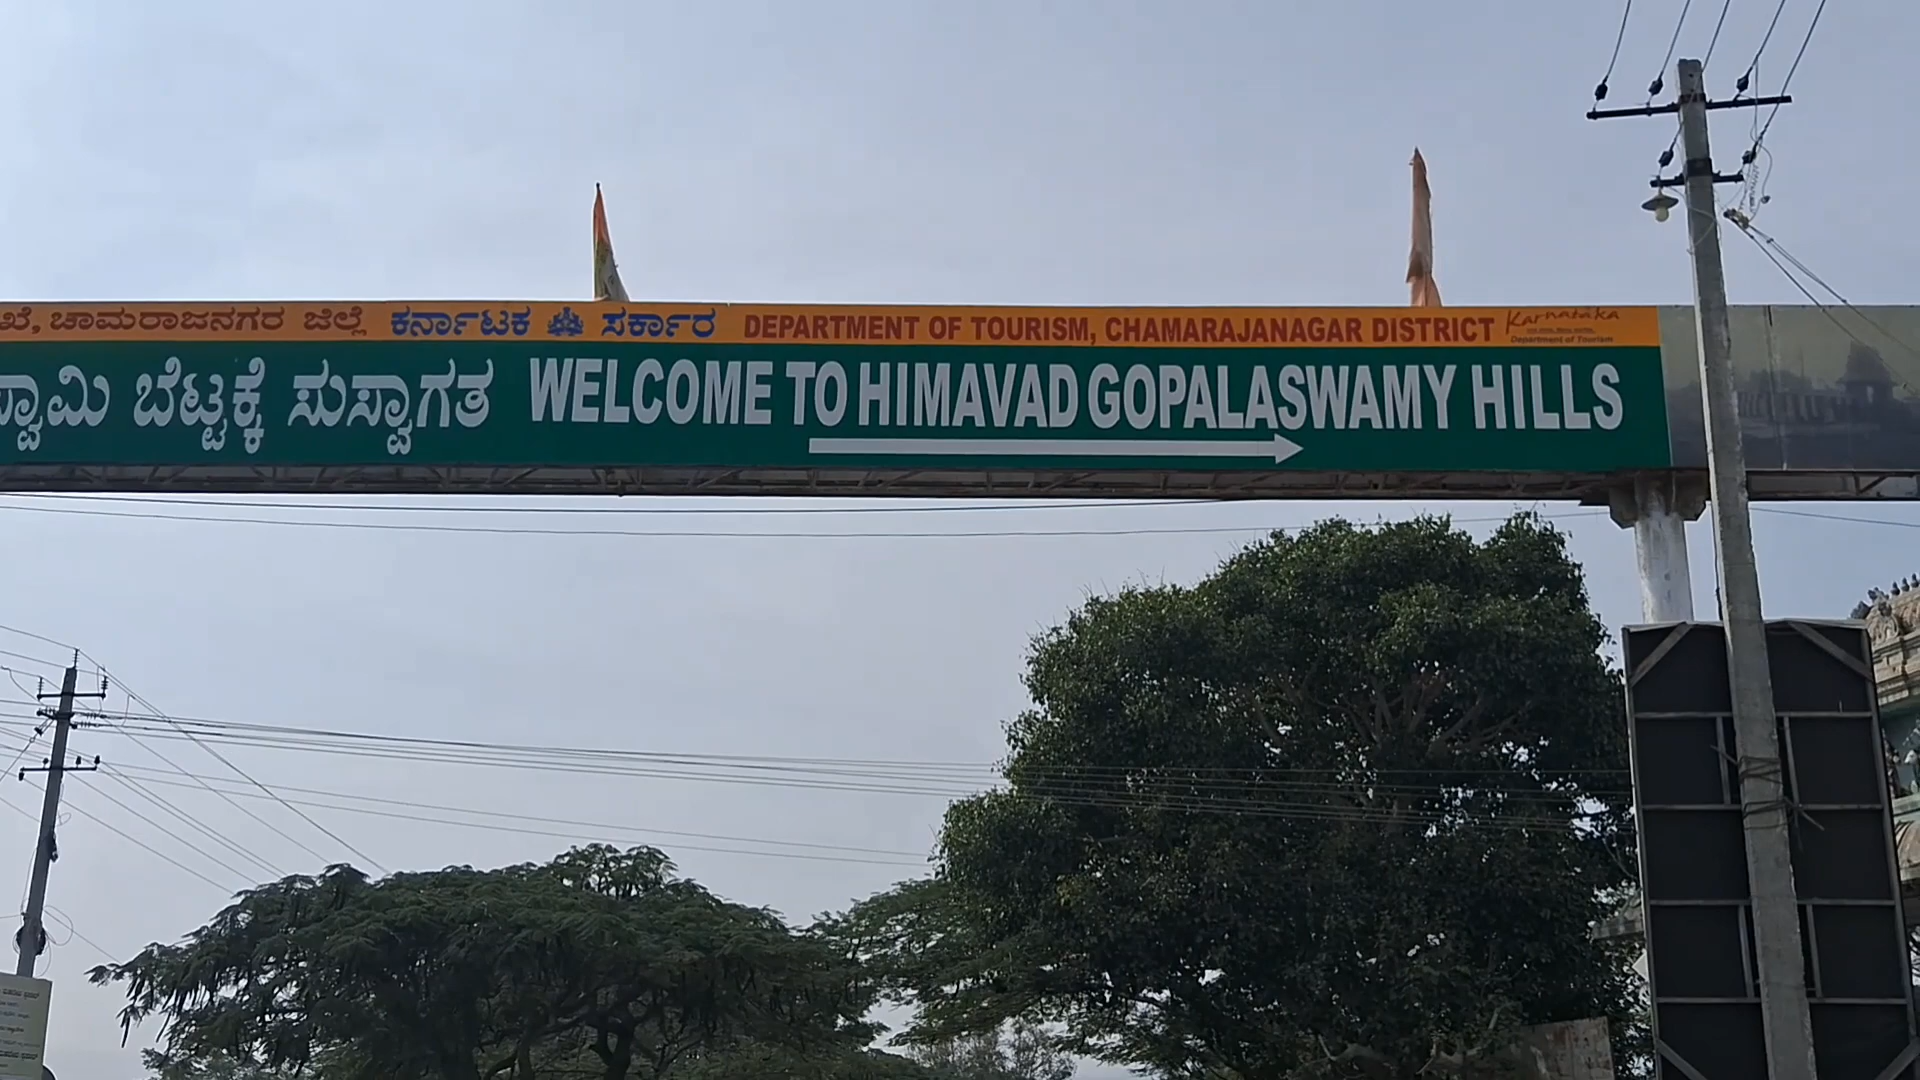 ಚಾಮರಾಜನಗರ ಜಿಲ್ಲೆ ಕರ್ನಾಟಕ ಸರ್ಕಾರ DEPARTMENT OF TOURISM, CHAMARAJANAGAR DISTRICT Karnataka
Department of Tourism
ಸ್ವಾಮಿ ಬೆಟ್ಟಕ್ಕೆ ಸುಸ್ವಾಗತ WELCOME TO HIMAVAD GOPALASWAMY HILLS